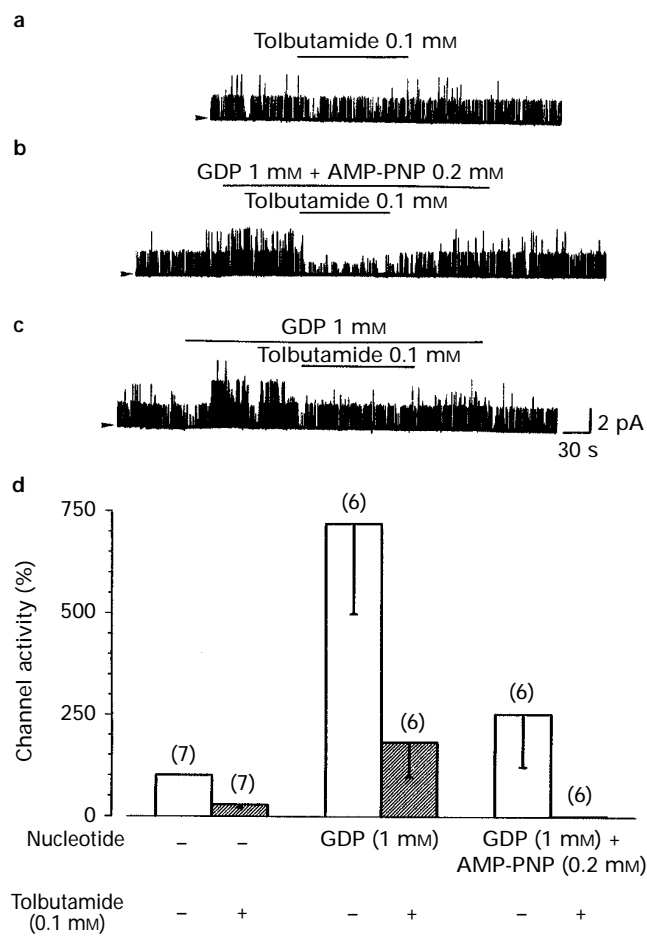 a
Tolbutamide 0.1 mM
b
GDP 1 mM + AMP-PNP 0.2 mM
Tolbutamide 0.1 mM
c
GDP 1 mM
Tolbutamide 0.1 mM
2 pA
30 s
d
Channel activity (%)
750
500
250
0
(7)
(7)
(6)
(6)
(6)
(6)
Nucleotide
– – GDP (1 mM) GDP (1 mM) +
AMP-PNP (0.2 mM)
Tolbutamide
(0.1 mM)
– + – + – +